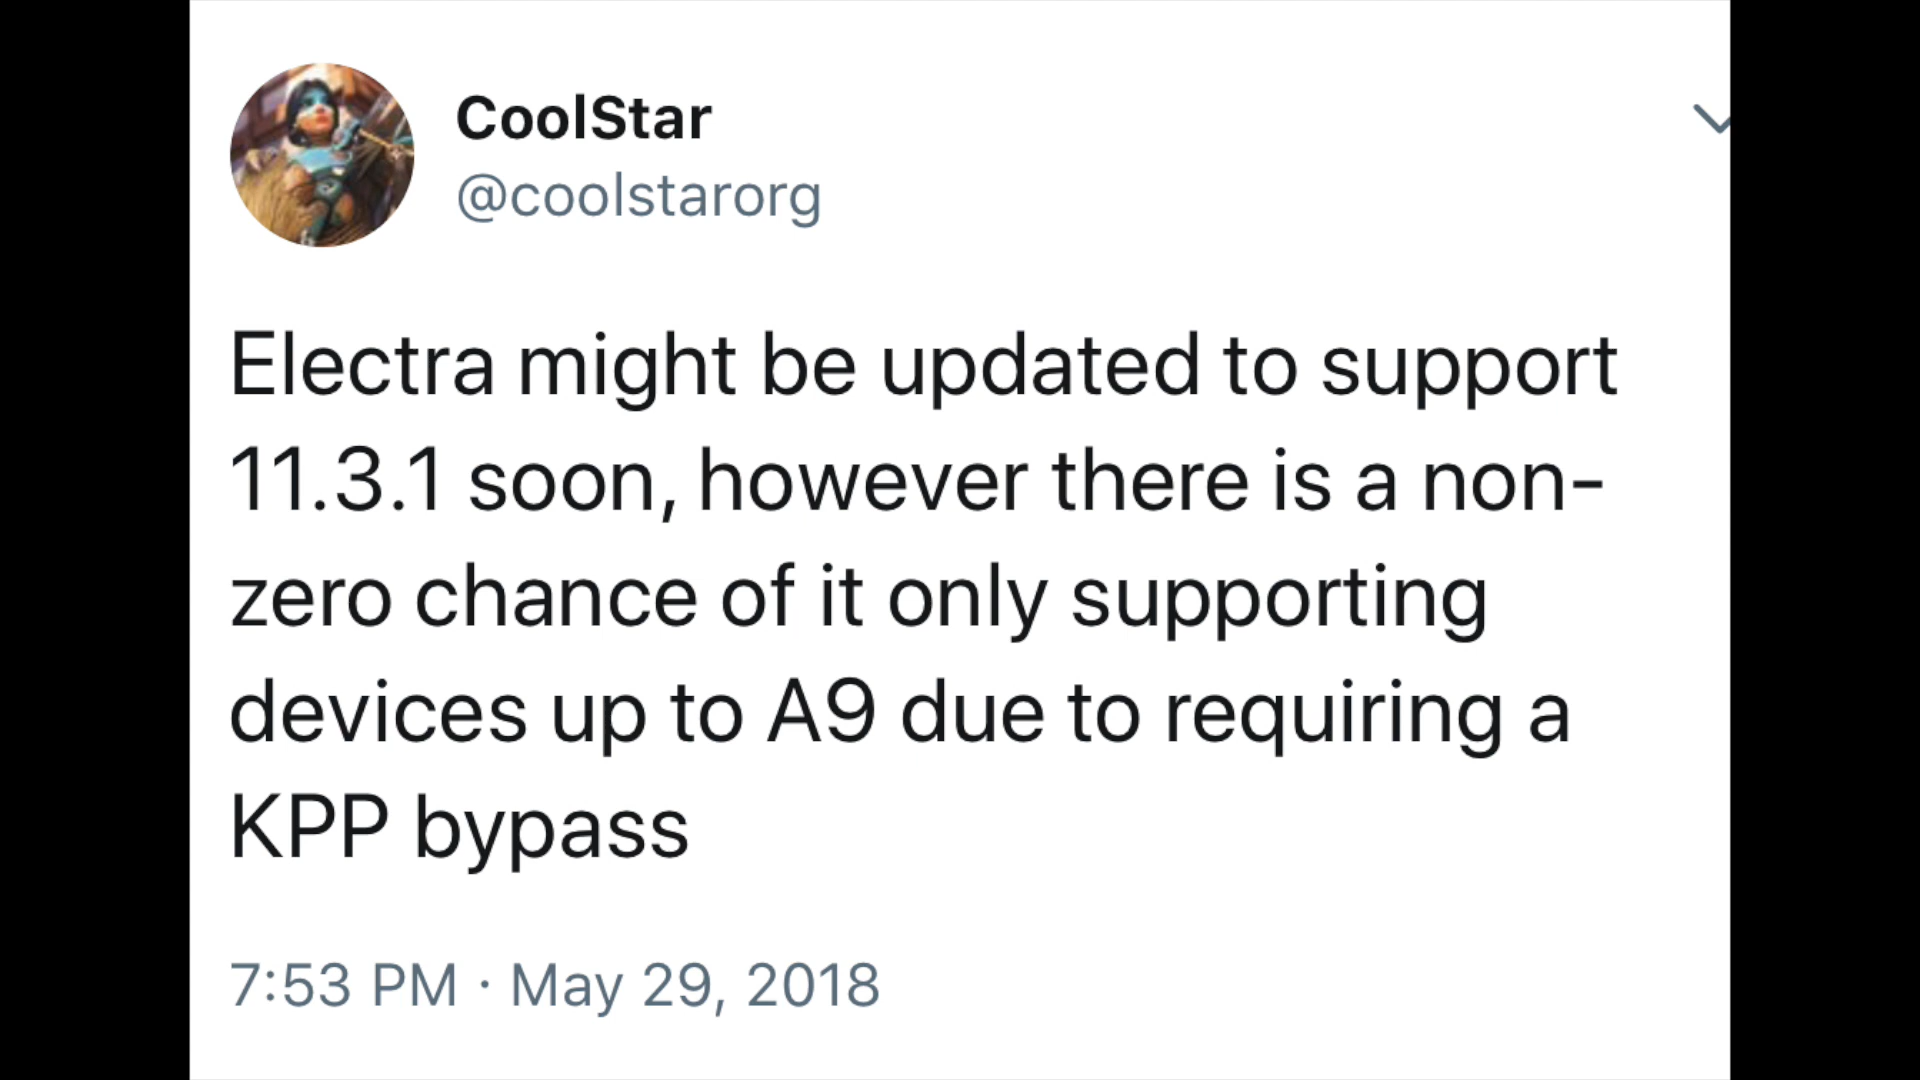 CoolStar
@coolstarorg
Electra might be updated to support
11.3.1 soon, however there is a non-
zero chance of it only supporting
devices up to A9 due to requiring a
KPP bypass
7:53 PM · May 29, 2018